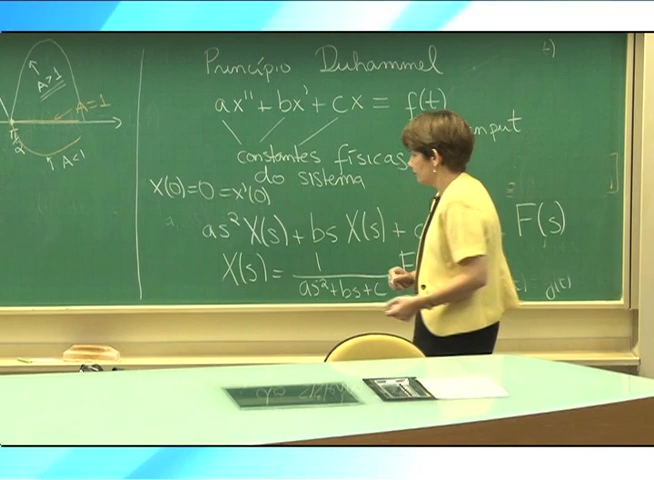 A>1
A=1
π/2
A<1
Princípio Duhammel
ax'' + bx' + cx = f(t)
input
constantes físicas
do sistema
X(0)=0=x'(0)
as² X(s) + bs X(s) + c F(s)
X(s) = 1
as²+bs+c